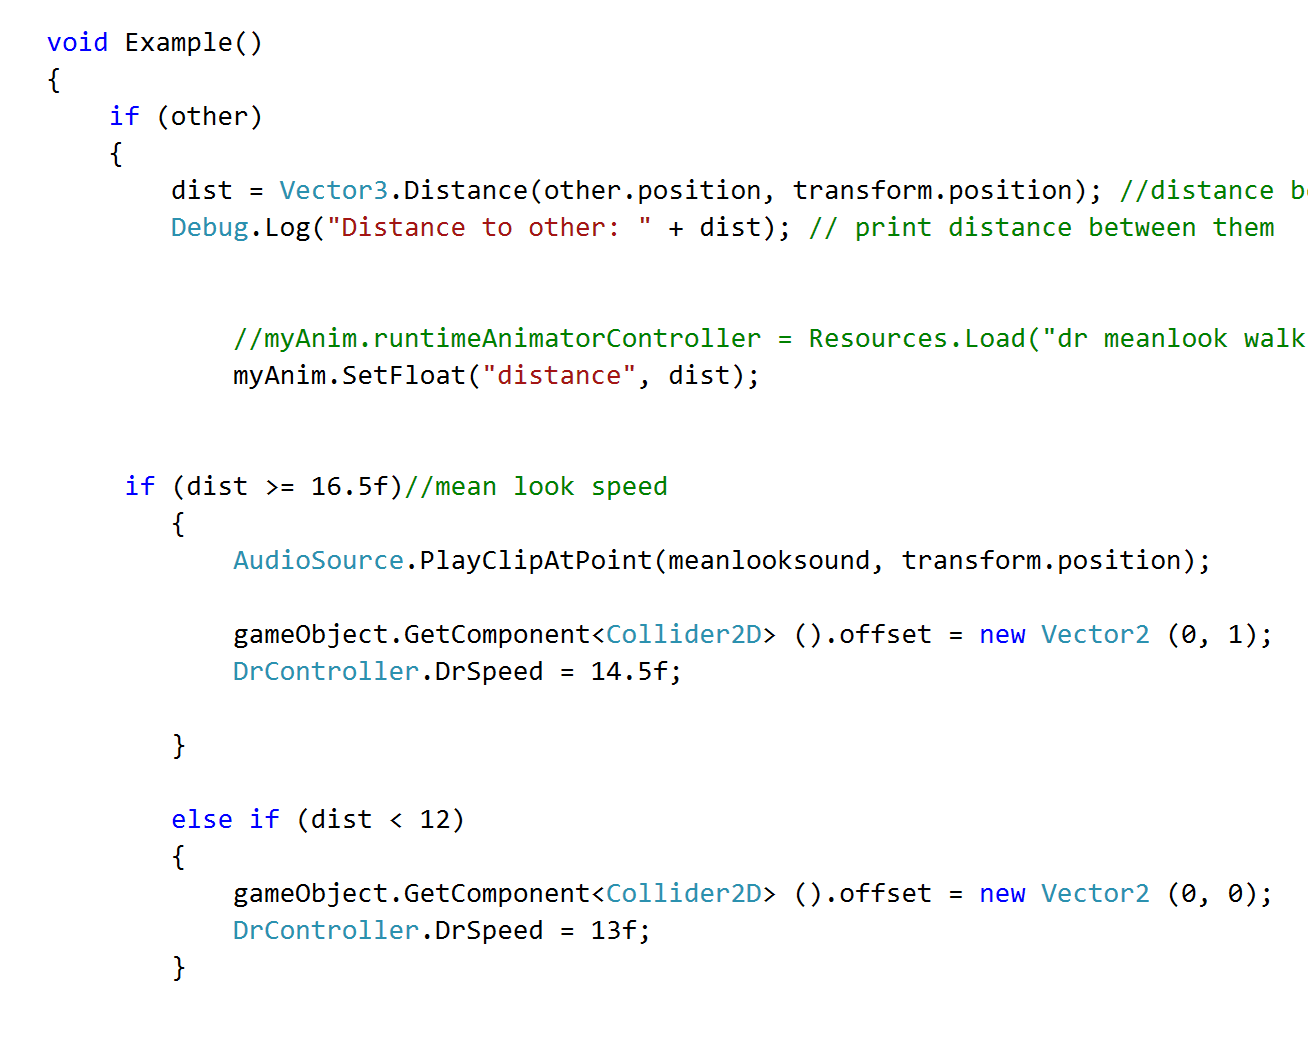 void Example()
{
if (other)
{
dist = Vector3.Distance(other.position, transform.position); //distance
Debug.Log("Distance to other: " + dist); // print distance between them
//myAnim.runtimeAnimatorController = Resources.Load("dr meanlook walk
myAnim.SetFloat("distance", dist);
if (dist >= 16.5f)//mean look speed
{
AudioSource.PlayClipAtPoint(meanlooksound, transform.position);
gameObject.GetComponent<Collider2D> ().offset = new Vector2 (0, 1);
DrController.DrSpeed = 14.5f;
}
else if (dist < 12)
{
gameObject.GetComponent<Collider2D> ().offset = new Vector2 (0, 0);
DrController.DrSpeed = 13f;
}